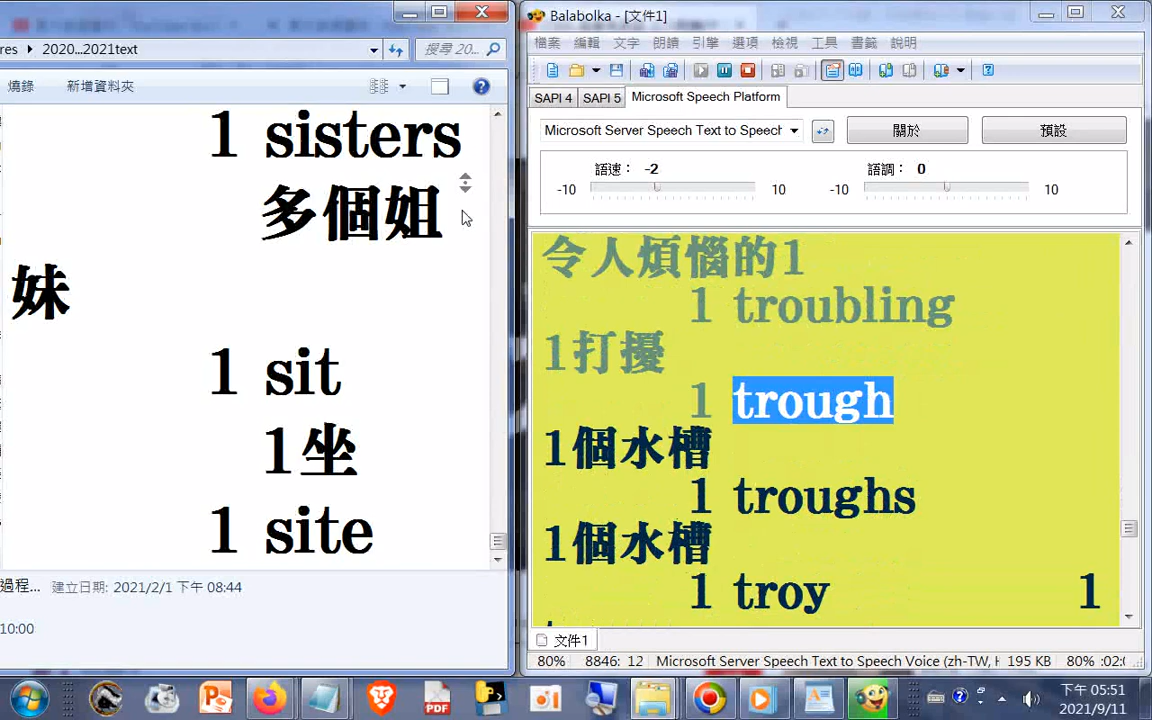 res ▸ 2020...2021text
搜尋 20...
燒錄 新增資料夾
1 sisters
多個姐
妹
1 sit
1坐
1 site
過程... 建立日期: 2021/2/1 下午 08:44
10:00
Balabolka - [文件1]
檔案 編輯 文字 朗讀 引擎 選項 檢視 工具 書籤 說明
SAPI 4 SAPI 5 Microsoft Speech Platform
Microsoft Server Speech Text to Speech 關於 預設
語速： -2 語調： 0
-10 10 -10 10
令人煩惱的1
1 troubling
1打擾
1 trough
1個水槽
1 troughs
1個水槽
1 troy 1
文件1
80% 8846: 12 Microsoft Server Speech Text to Speech Voice (zh-TW, H 195 KB 80% :02:0
PDF
下午 05:51
2021/9/11